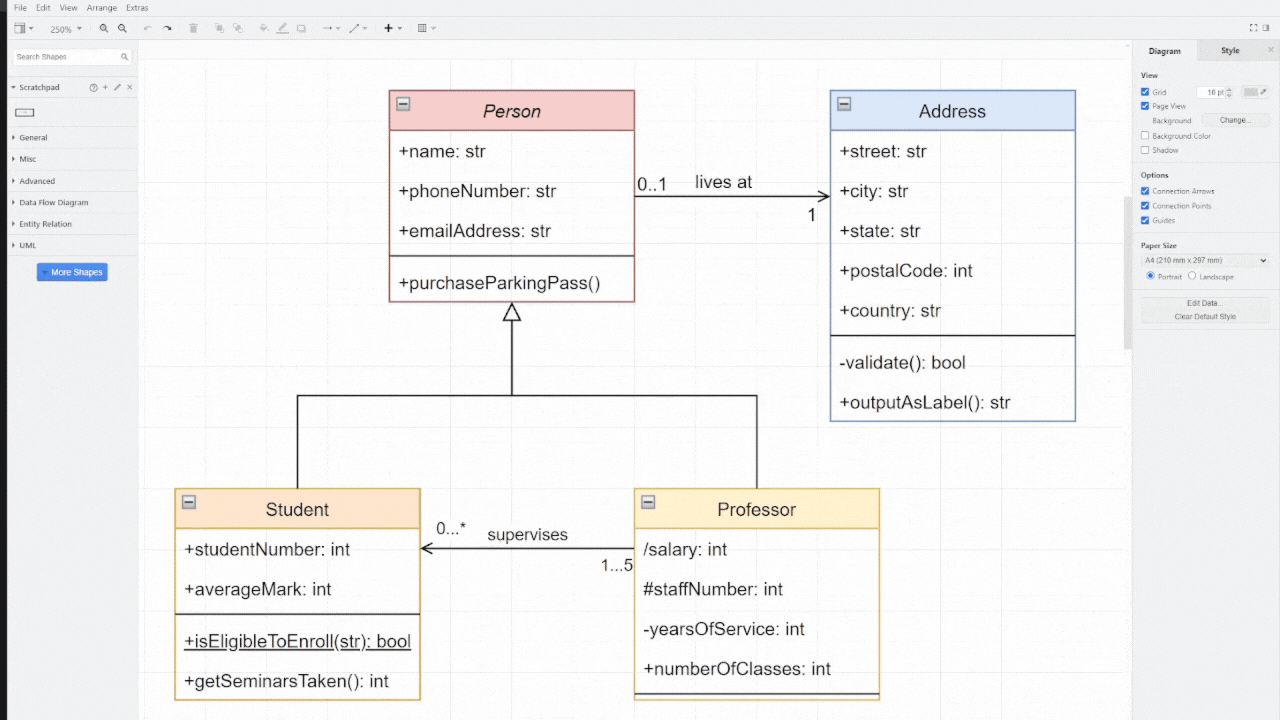 File Edit View Arrange Extras
250%
Search Shapes
Scratchpad
General
Misc
Advanced
Data Flow Diagram
Entity Relation
UML
More Shapes
Person
+name: str
+phoneNumber: str
+emailAddress: str
+purchaseParkingPass()
0..1 lives at
1
Address
+street: str
+city: str
+state: str
+postalCode: int
+country: str
-validate(): bool
+outputAsLabel(): str
Student
+studentNumber: int
+averageMark: int
+isEligibleToEnroll(str): bool
+getSeminarsTaken(): int
0...* supervises
1...5
Professor
/salary: int
#staffNumber: int
-yearsOfService: int
+numberOfClasses: int
Diagram Style
View
Grid 10 pt
Page View
Background Change...
Background Color
Shadow
Options
Connection Arrows
Connection Points
Guides
Paper Size
A4 (210 mm x 297 mm)
Portrait Landscape
Edit Data...
Clear Default Style